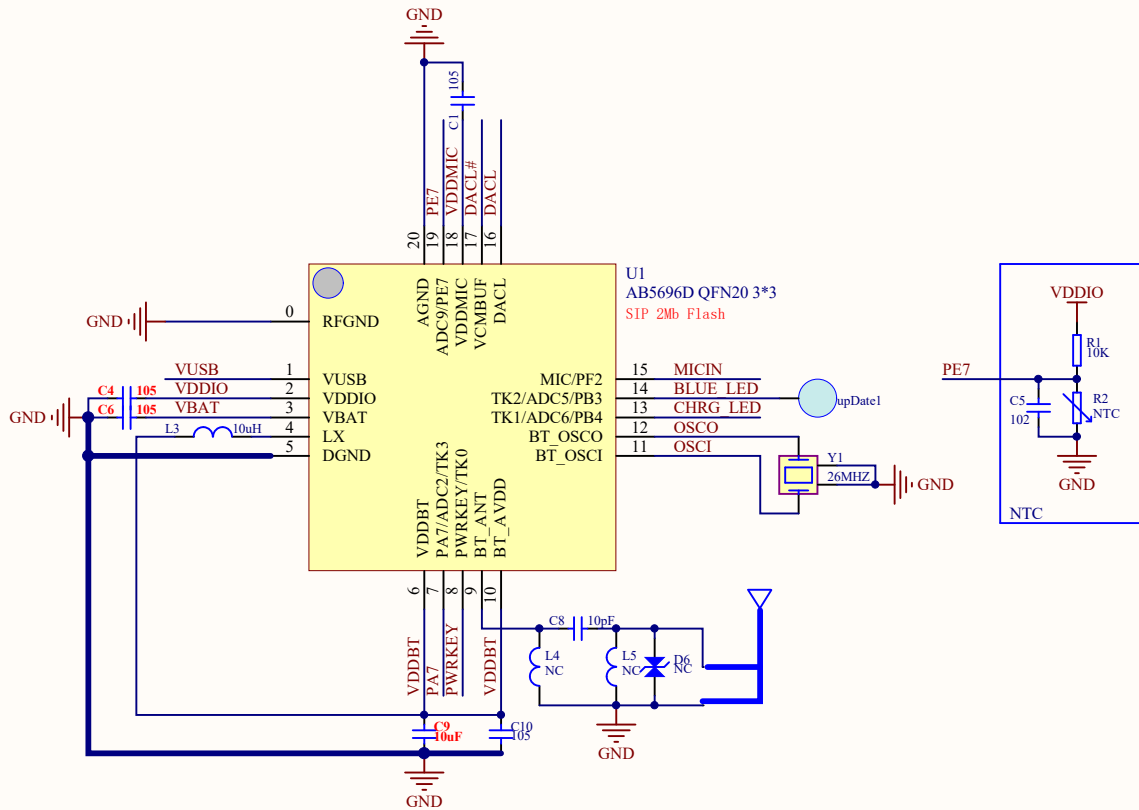 GND
105
C1
PE7
VDDMIC
DACL#
DACL
20
19
18
17
16
U1
AB5696D QFN20 3*3
SIP 2Mb Flash
AGND
ADC9/PE7
VDDMIC
VCMBUF
DACL
GND
0
RFGND
VUSB
1
VUSB
C4
105
VDDIO
2
VDDIO
GND
C6
105
VBAT
3
VBAT
L3
10uH
4
LX
5
DGND
MIC/PF2
15
MICIN
TK2/ADC5/PB3
14
BLUE_LED
upDate1
TK1/ADC6/PB4
13
CHRG_LED
BT_OSCO
12
OSCO
BT_OSCI
11
OSCI
Y1
26MHZ
GND
VDDBT
PA7/ADC2/TK3
PWRKEY/TK0
BT_ANT
BT_AVDD
6
7
8
9
10
VDDBT
PA7
PWRKEY
VDDBT
C8
10pF
L4
NC
L5
NC
D6
NC
GND
C9
10uF
C10
105
GND
VDDIO
R1
10K
PE7
R2
NTC
C5
102
GND
NTC